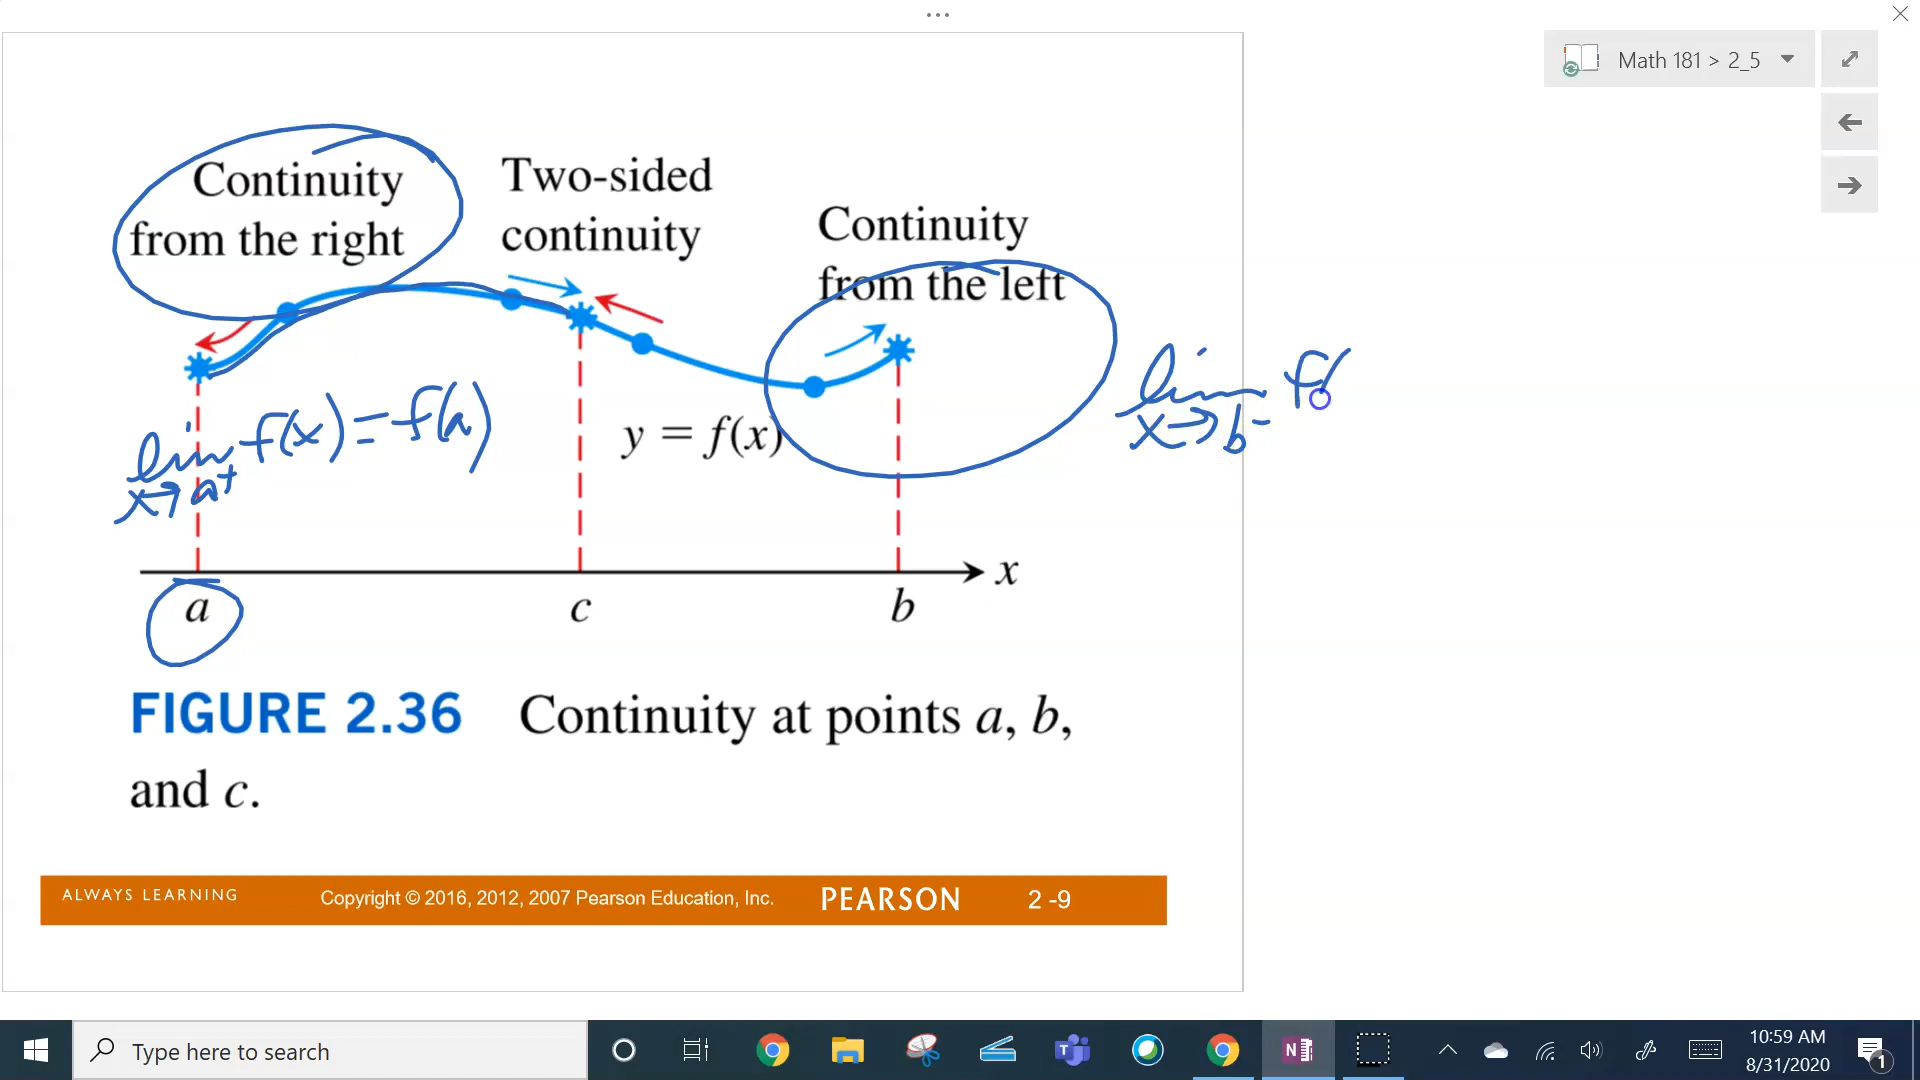 Math 181 > 2_5
Continuity
from the right
Two-sided
continuity
Continuity
from the left
lim f(x) = f(a)
x→a⁺
lim f(
x→b⁻
y = f(x)
x
a
c
b
FIGURE 2.36 Continuity at points a, b,
and c.
ALWAYS LEARNING Copyright © 2016, 2012, 2007 Pearson Education, Inc. PEARSON 2 -9
Type here to search
10:59 AM
8/31/2020
1